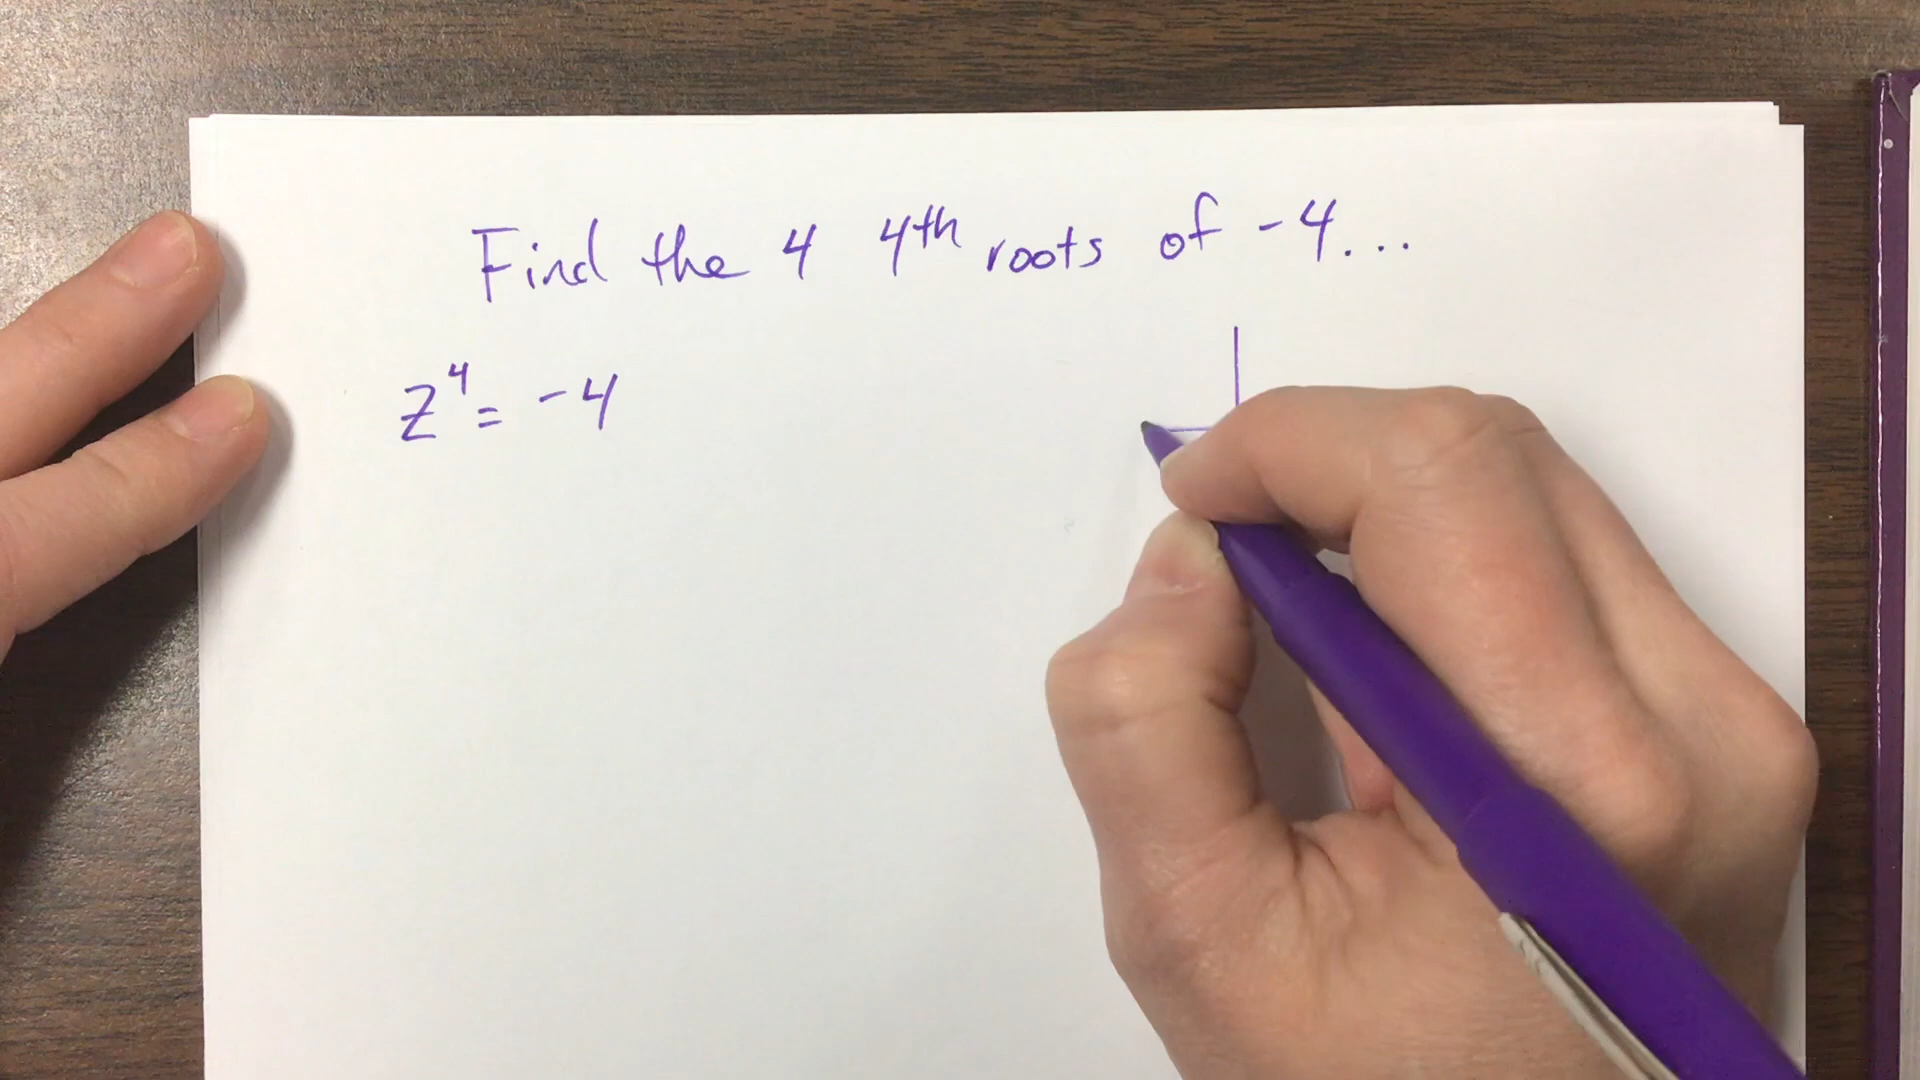 Find the 4 4th roots of -4...
z⁴ = -4